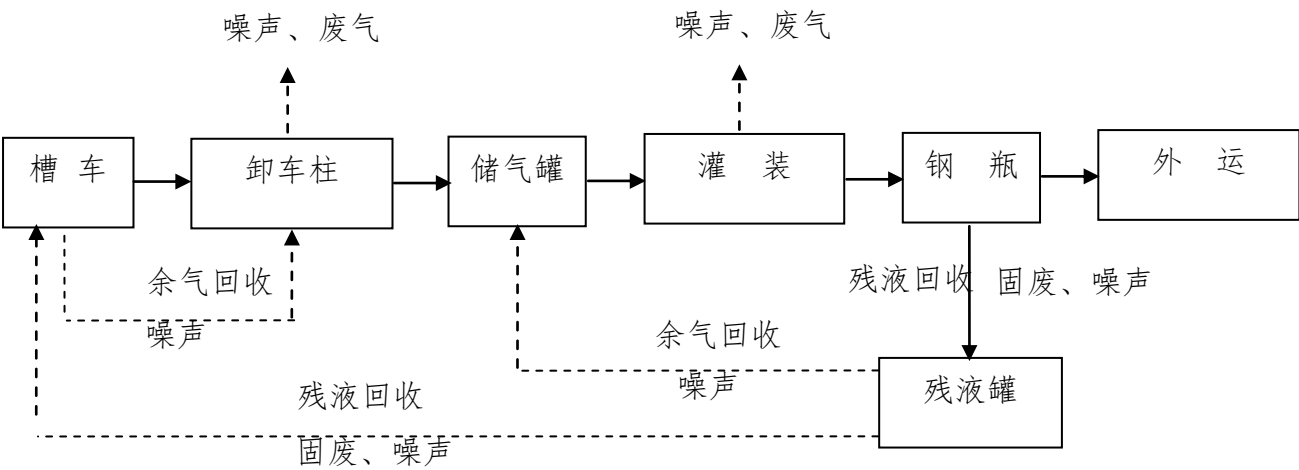 噪声、废气
噪声、废气
槽 车
卸车柱
储气罐
灌 装
钢 瓶
外 运
余气回收
噪声
残液回收
固废、噪声
余气回收
噪声
残液罐
残液回收
固废、噪声